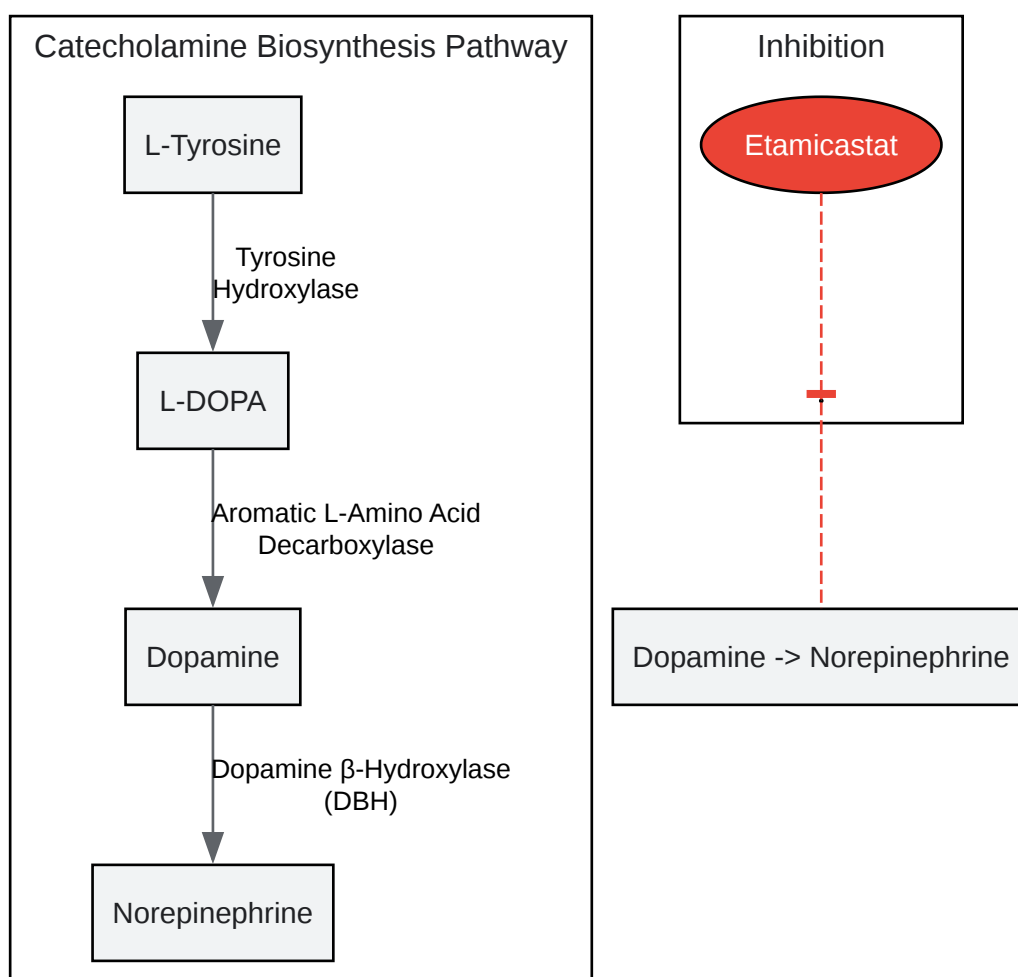 Catecholamine Biosynthesis Pathway
L-Tyrosine
Tyrosine
Hydroxylase
L-DOPA
Aromatic L-Amino Acid
Decarboxylase
Dopamine
Dopamine β-Hydroxylase
(DBH)
Norepinephrine
Inhibition
Etamicastat
Dopamine -> Norepinephrine